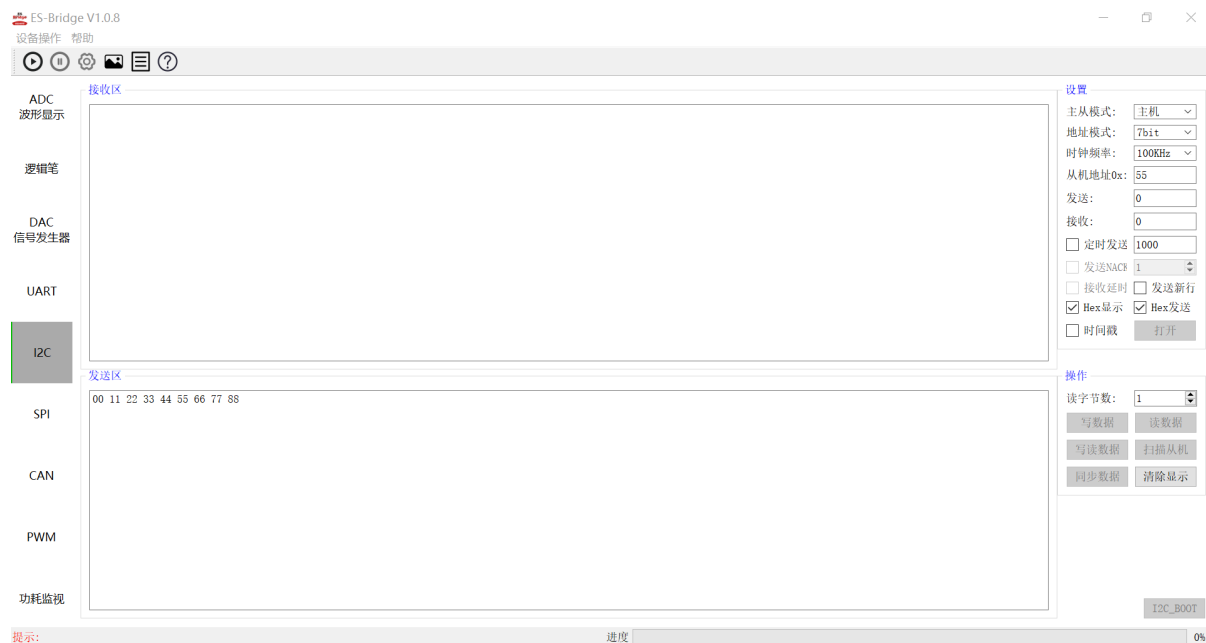 ES-Bridge V1.0.8
设备操作 帮助
ADC
波形显示
逻辑笔
DAC
信号发生器
UART
I2C
SPI
CAN
PWM
功耗监视
接收区
发送区
00 11 22 33 44 55 66 77 88
设置
主从模式: 主机
地址模式: 7bit
时钟频率: 100KHz
从机地址0x: 55
发送: 0
接收: 0
定时发送 1000
发送NACK 1
接收延时 发送新行
Hex显示 Hex发送
时间戳 打开
操作
读字节数: 1
写数据 读数据
写读数据 扫描从机
同步数据 清除显示
I2C_BOOT
提示: 进度 0%